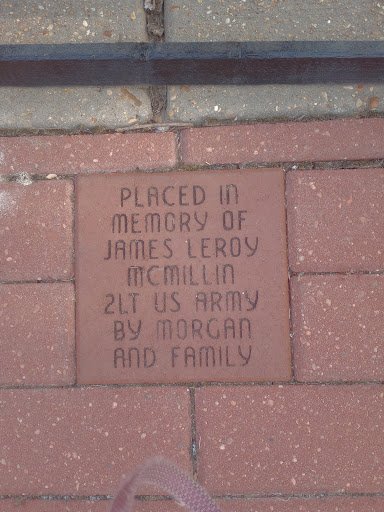 PLACED IN
MEMORY OF
JAMES LEROY
MCMILLIN
2LT US ARMY
BY MORGAN
AND FAMILY